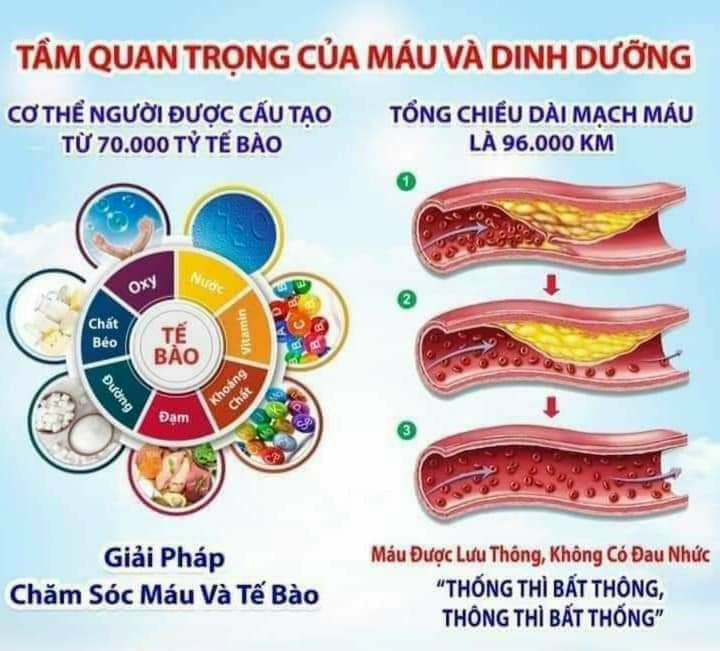 TẦM QUAN TRỌNG CỦA MÁU VÀ DINH DƯỠNG
CƠ THỂ NGƯỜI ĐƯỢC CẤU TẠO
TỪ 70.000 TỶ TẾ BÀO
Oxy
Nước
Vitamin
Khoáng
Chất
Đạm
Đường
Chất
Béo
TẾ
BÀO
Giải Pháp
Chăm Sóc Máu Và Tế Bào
TỔNG CHIỀU DÀI MẠCH MÁU
LÀ 96.000 KM
1
2
3
Máu Được Lưu Thông, Không Có Đau Nhức
"THỐNG THÌ BẤT THÔNG,
THÔNG THÌ BẤT THỐNG"